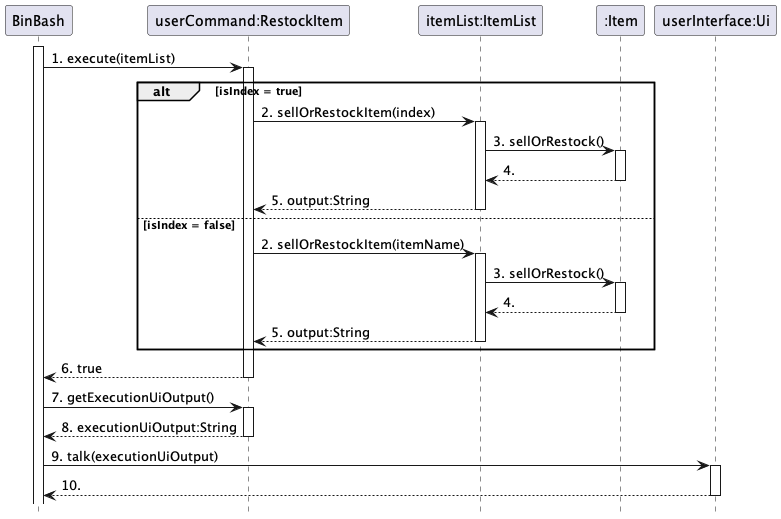 BinBash
userCommand:RestockItem
itemList:ItemList
:Item
userInterface:Ui
1. execute(itemList)
alt
[isIndex = true]
2. sellOrRestockItem(index)
3. sellOrRestock()
4.
5. output:String
[isIndex = false]
2. sellOrRestockItem(itemName)
3. sellOrRestock()
4.
5. output:String
6. true
7. getExecutionUiOutput()
8. executionUiOutput:String
9. talk(executionUiOutput)
10.